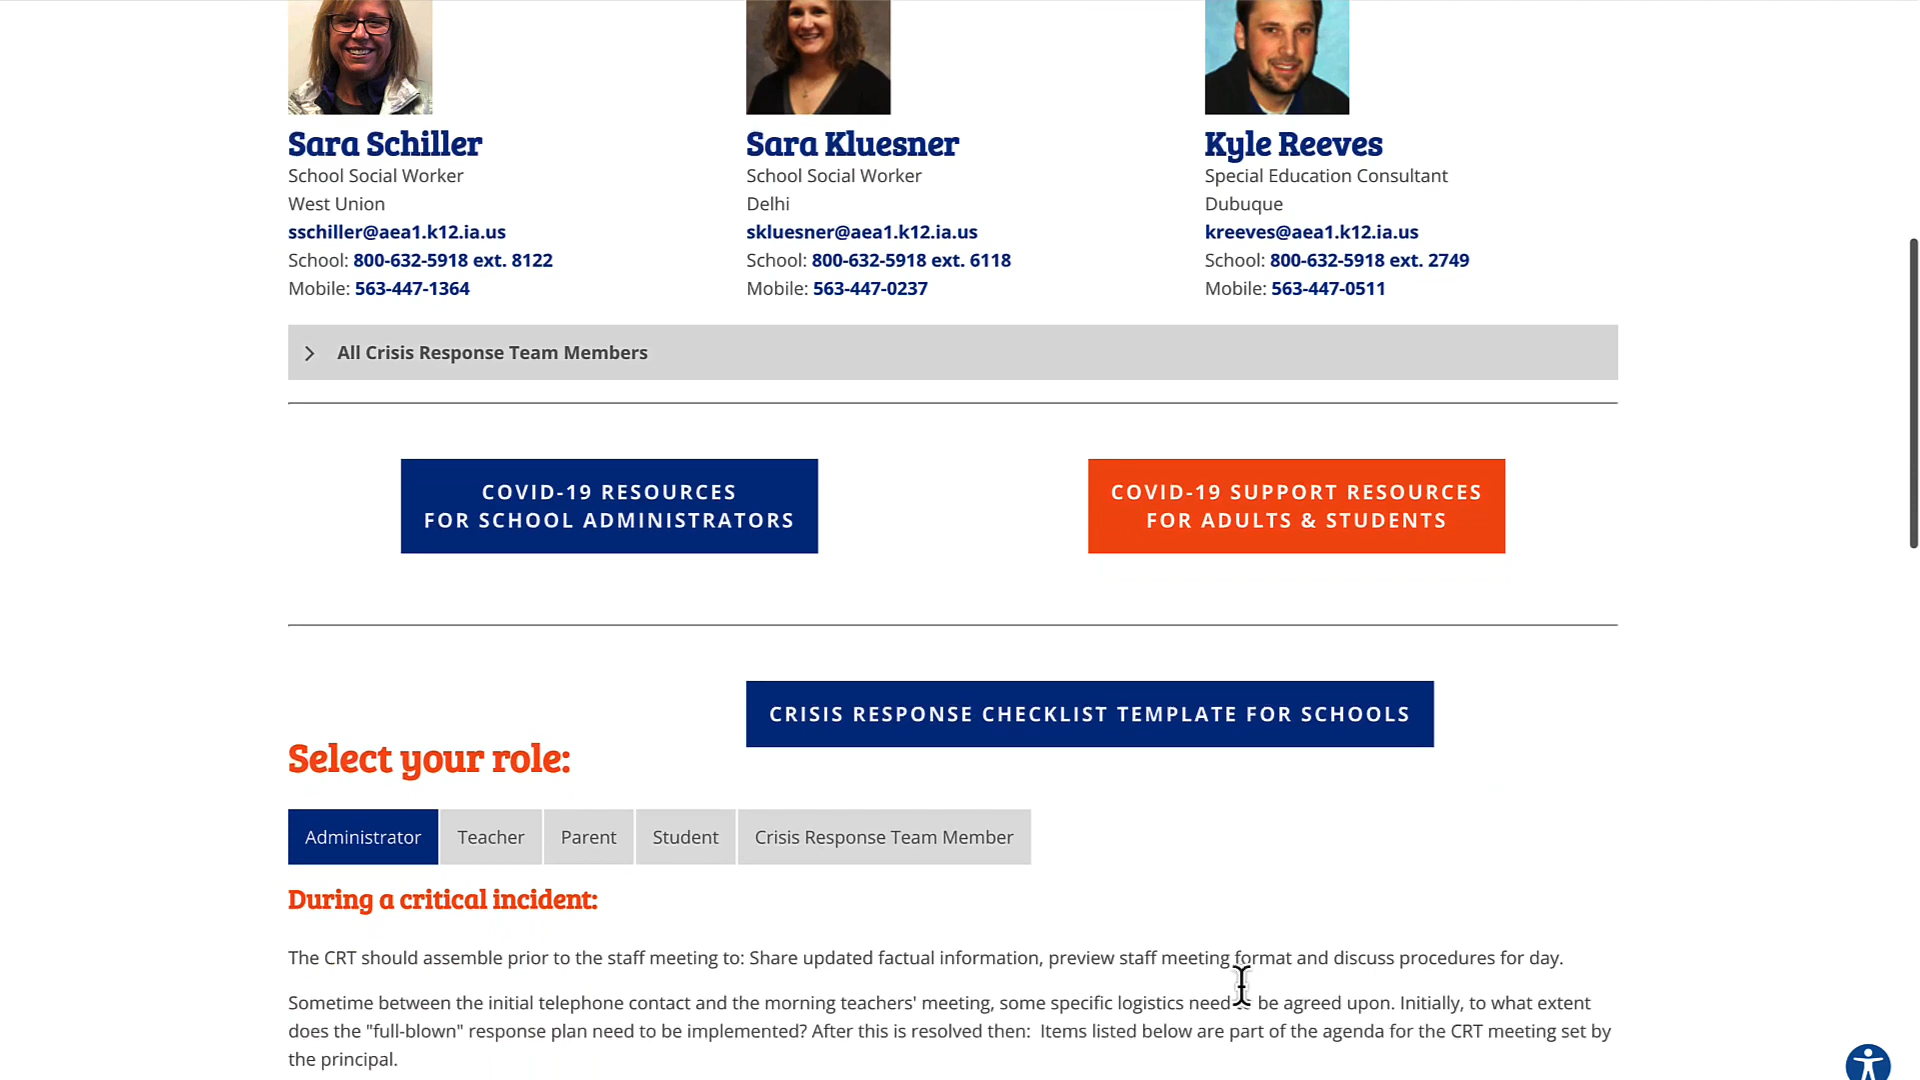 Sara Schiller
School Social Worker
West Union
sschiller@aea1.k12.ia.us
School: 800-632-5918 ext. 8122
Mobile: 563-447-1364
Sara Kluesner
School Social Worker
Delhi
skluesner@aea1.k12.ia.us
School: 800-632-5918 ext. 6118
Mobile: 563-447-0237
Kyle Reeves
Special Education Consultant
Dubuque
kreeves@aea1.k12.ia.us
School: 800-632-5918 ext. 2749
Mobile: 563-447-0511
All Crisis Response Team Members
COVID-19 RESOURCES
FOR SCHOOL ADMINISTRATORS
COVID-19 SUPPORT RESOURCES
FOR ADULTS & STUDENTS
CRISIS RESPONSE CHECKLIST TEMPLATE FOR SCHOOLS
Select your role:
Administrator Teacher Parent Student Crisis Response Team Member
During a critical incident:
The CRT should assemble prior to the staff meeting to: Share updated factual information, preview staff meeting format and discuss procedures for day.
Sometime between the initial telephone contact and the morning teachers' meeting, some specific logistics need be agreed upon. Initially, to what extent
does the "full-blown" response plan need to be implemented? After this is resolved then: Items listed below are part of the agenda for the CRT meeting set by
the principal.